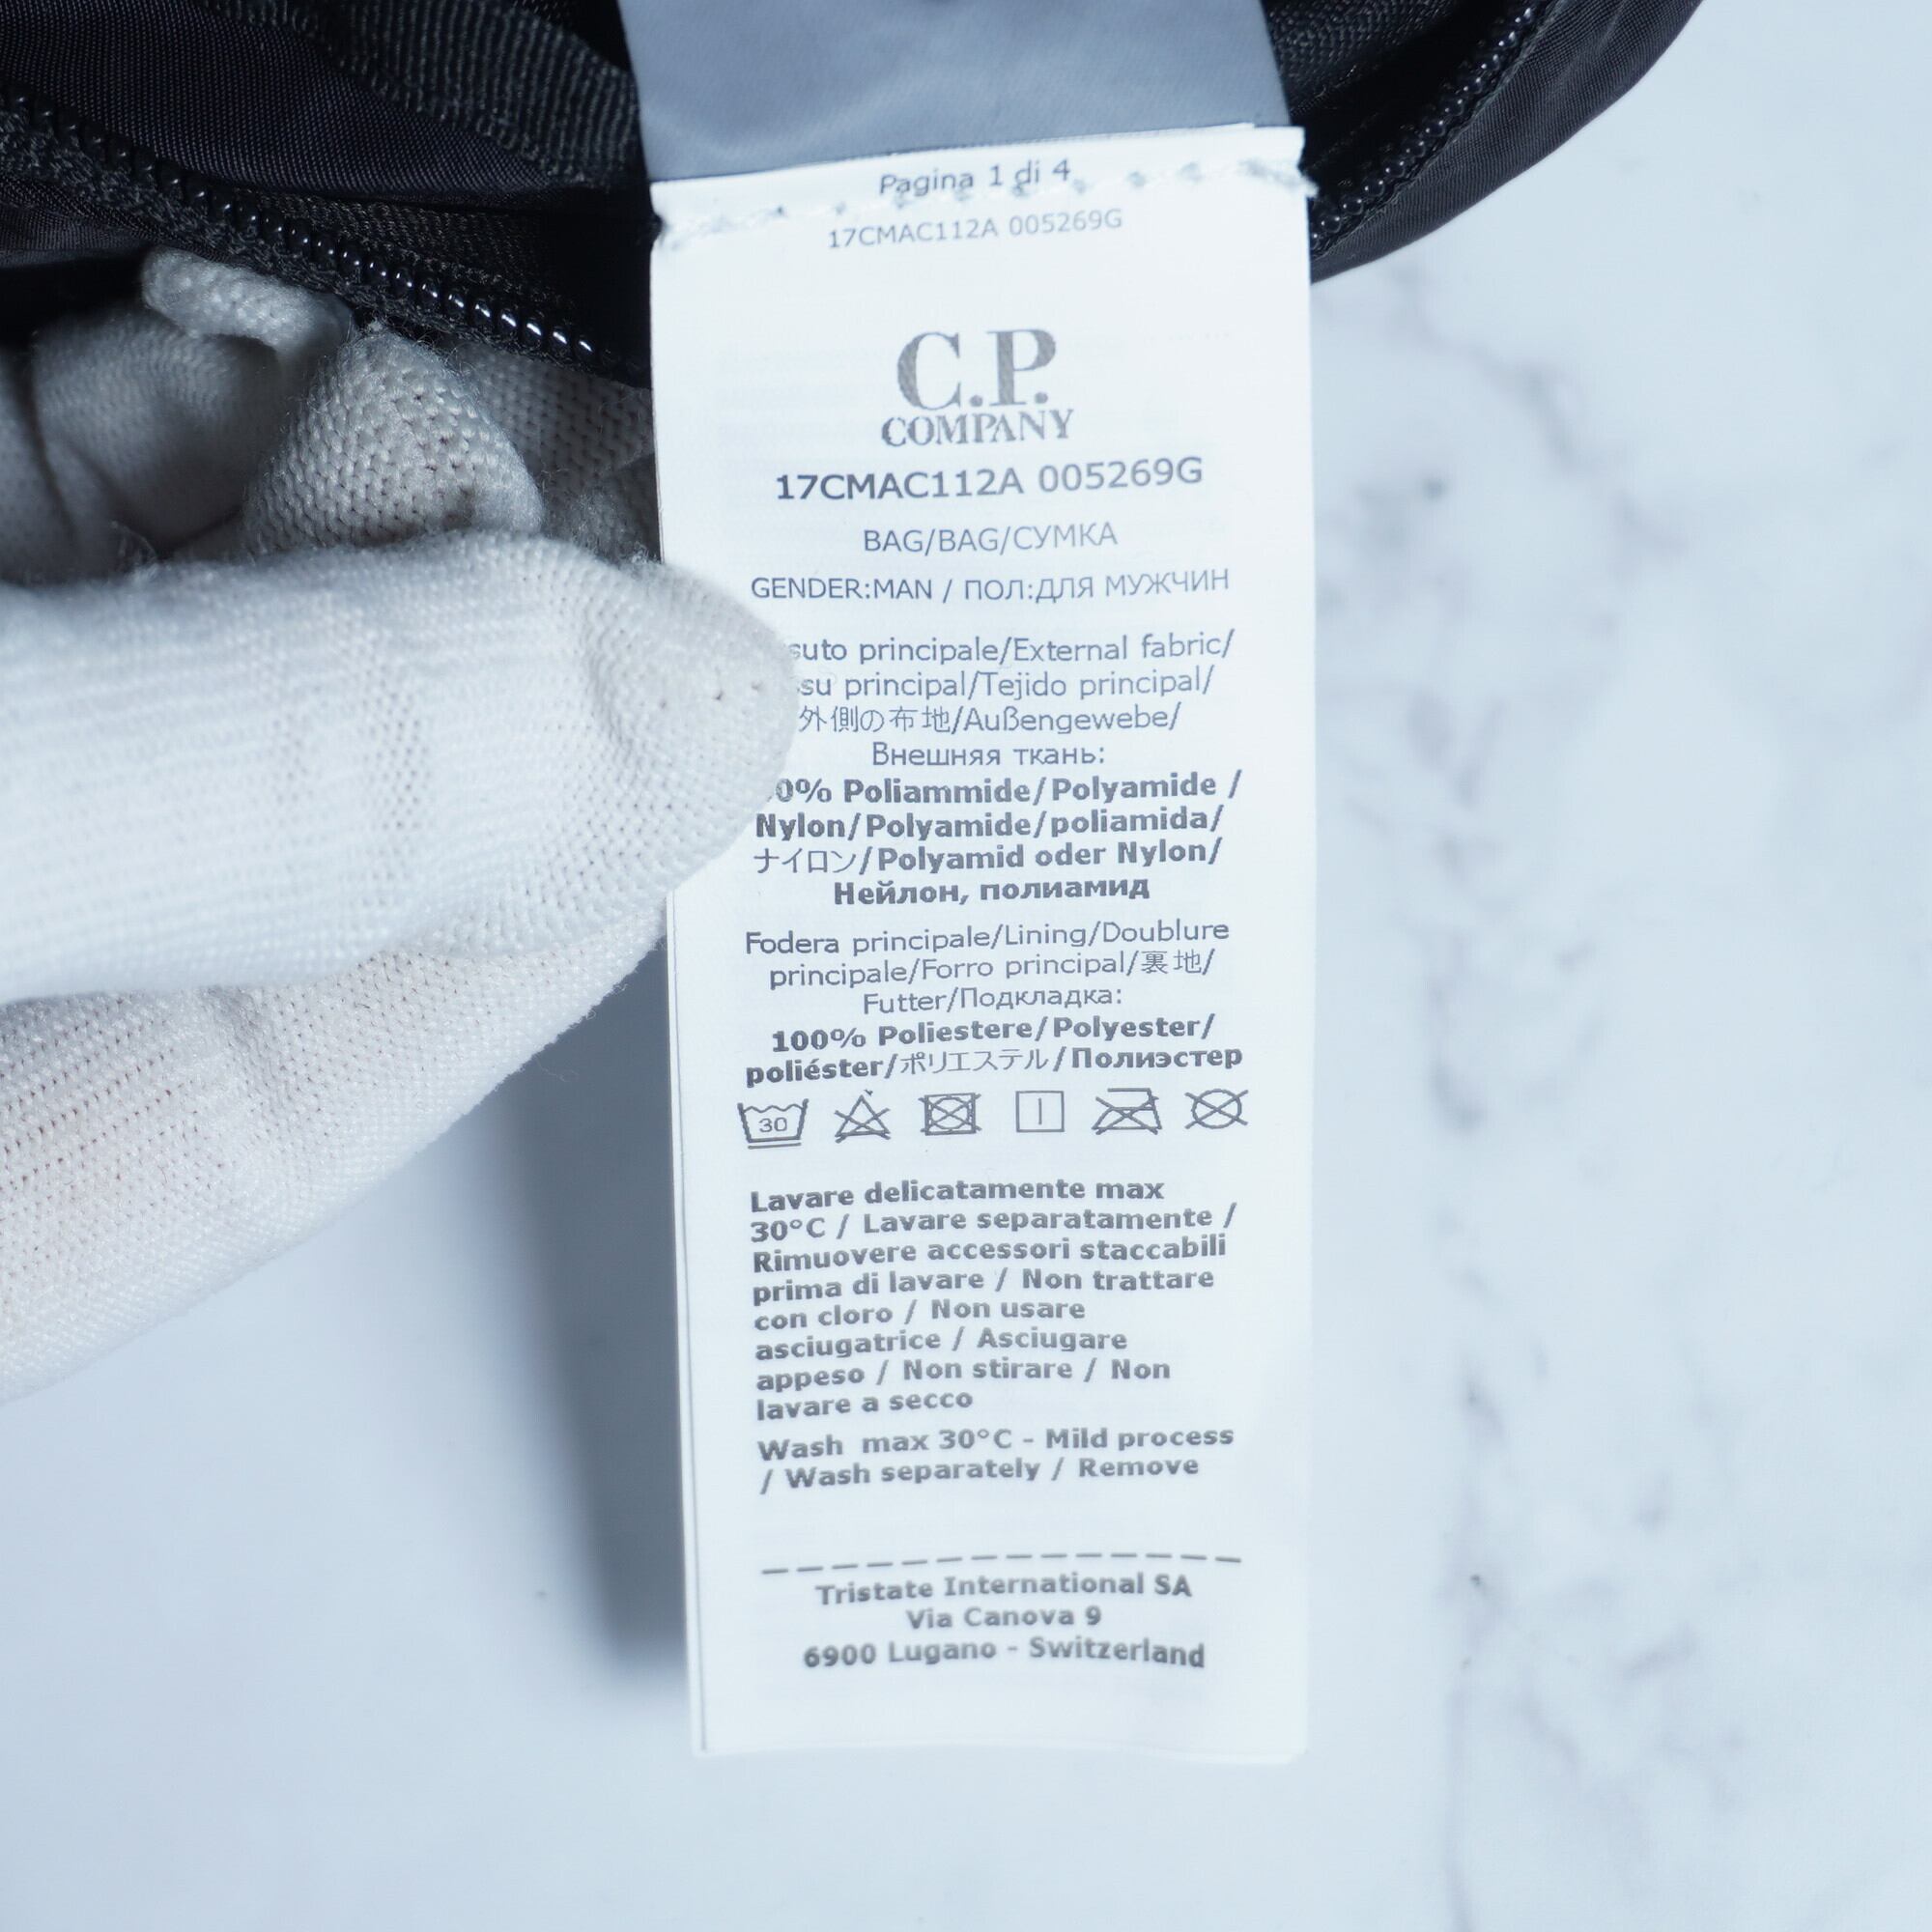 Pagina 1 di 4
17CMAC112A 005269G
C.P.
COMPANY
17CMAC112A 005269G
BAG/BAG/СУМКА
GENDER:MAN / ПОЛ:ДЛЯ МУЖЧИН
principale/External fabric/
principal/Tejido principal/
外側の布地/Außengewebe/
Внешняя ткань:
Poliammide/Polyamide /
Nylon/Polyamide/poliamida/
ナイロン/Polyamid oder Nylon/
Нейлон, полиамид
Fodera principale/Lining/Doublure
principale/Forro principal/裏地/
Futter/Подкладка:
100% Poliestere/Polyester/
poliéster/ポリエステル/Полиэстер
30
Lavare delicatamente max
30°C / Lavare separatamente /
Rimuovere accessori staccabili
prima di lavare / Non trattare
con cloro / Non usare
asciugatrice / Asciugare
appeso / Non stirare / Non
lavare a secco
Wash max 30°C - Mild process
/ Wash separately / Remove
Tristate International SA
Via Canova 9
6900 Lugano - Switzerland